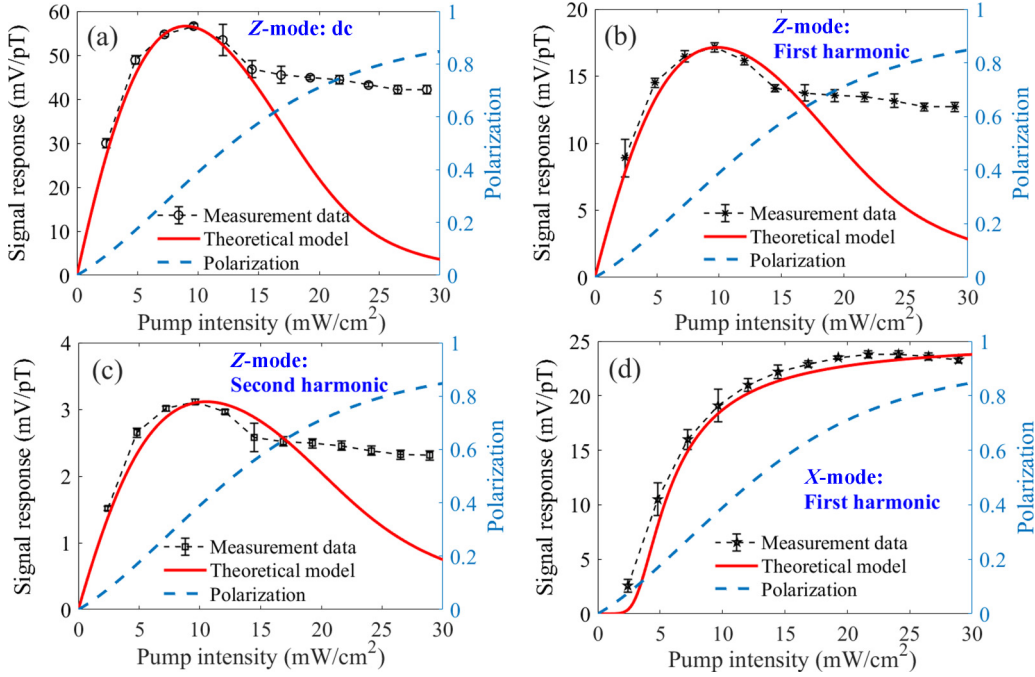 (a)
Z-mode: dc
Signal response (mV/pT)
60
50
40
30
20
10
0
1
0.8
0.6
0.4
0.2
0
Polarization
Measurement data
Theoretical model
Polarization
0 5 10 15 20 25 30
Pump intensity (mW/cm²)
(b)
Z-mode:
First harmonic
Signal response (mV/pT)
20
15
10
5
0
1
0.8
0.6
0.4
0.2
0
Polarization
Measurement data
Theoretical model
Polarization
0 5 10 15 20 25 30
Pump intensity (mW/cm²)
(c)
Z-mode:
Second harmonic
Signal response (mV/pT)
4
3
2
1
0
1
0.8
0.6
0.4
0.2
0
Polarization
Measurement data
Theoretical model
Polarization
0 5 10 15 20 25 30
Pump intensity (mW/cm²)
(d)
X-mode:
First harmonic
Signal response (mV/pT)
25
20
15
10
5
0
1
0.8
0.6
0.4
0.2
0
Polarization
Measurement data
Theoretical model
Polarization
0 5 10 15 20 25 30
Pump intensity (mW/cm²)